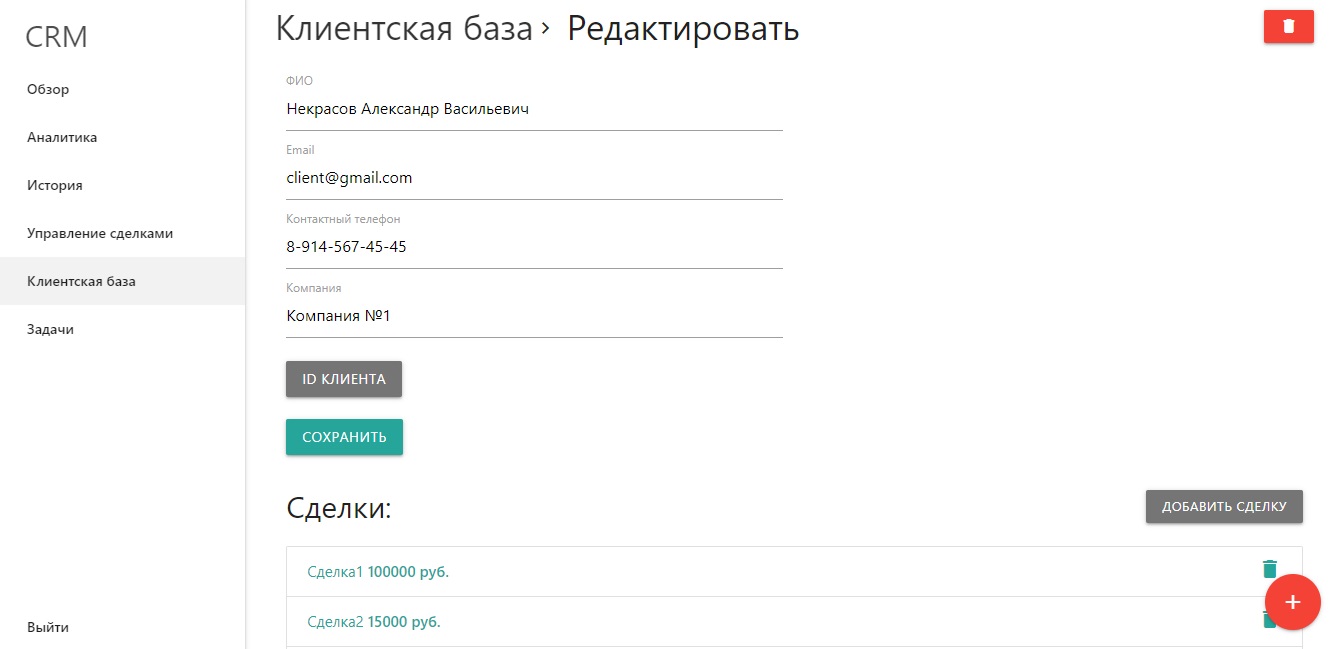 CRM
Обзор
Аналитика
История
Управление сделками
Клиентская база
Задачи
Выйти
Клиентская база › Редактировать
ФИО
Некрасов Александр Васильевич
Email
client@gmail.com
Контактный телефон
8-914-567-45-45
Компания
Компания №1
ID КЛИЕНТА
СОХРАНИТЬ
Сделки:
ДОБАВИТЬ СДЕЛКУ
Сделка1 100000 руб.
Сделка2 15000 руб.
+